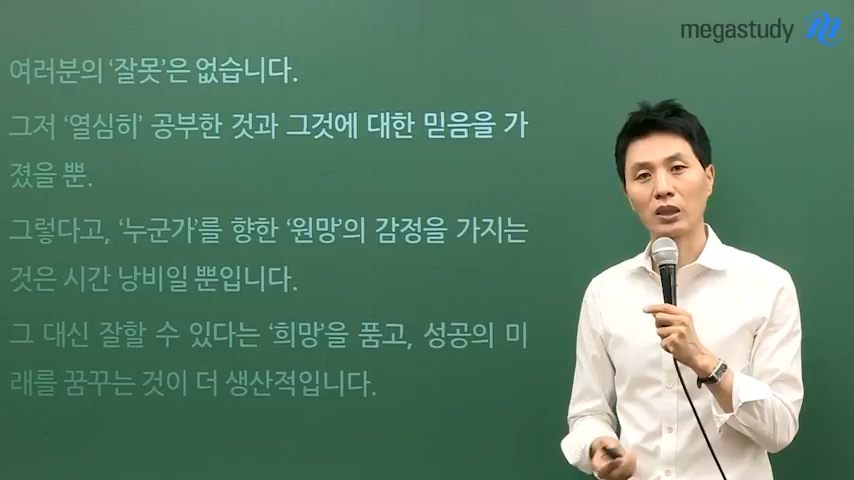 megastudy
여러분의 ‘잘못’은 없습니다.
그저 ‘열심히’ 공부한 것과 그것에 대한 믿음을 가
졌을 뿐.
그렇다고, ‘누군가’를 향한 ‘원망’의 감정을 가지는
것은 시간 낭비일 뿐입니다.
그 대신 잘할 수 있다는 ‘희망’을 품고, 성공의 미
래를 꿈꾸는 것이 더 생산적입니다.